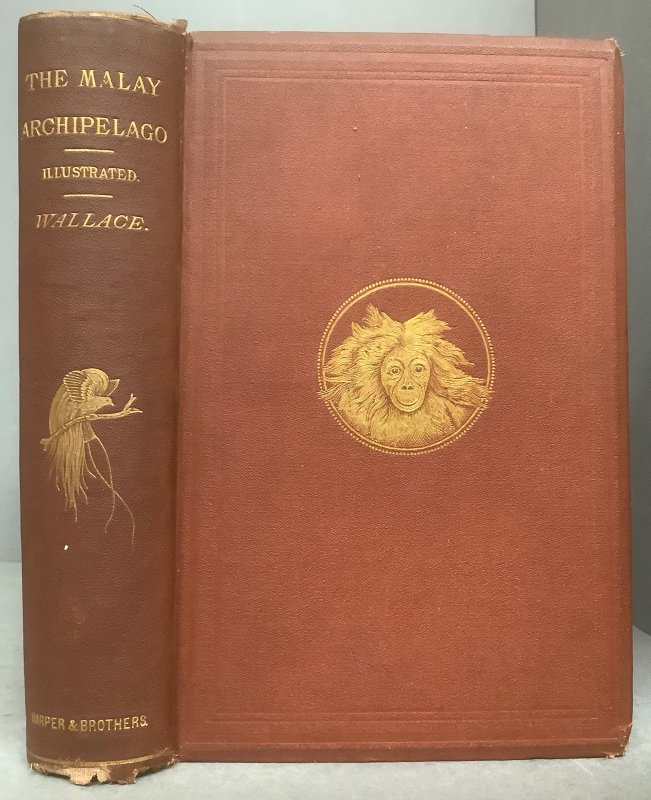 THE MALAY
ARCHIPELAGO
ILLUSTRATED.
WALLACE.
HARPER & BROTHERS.